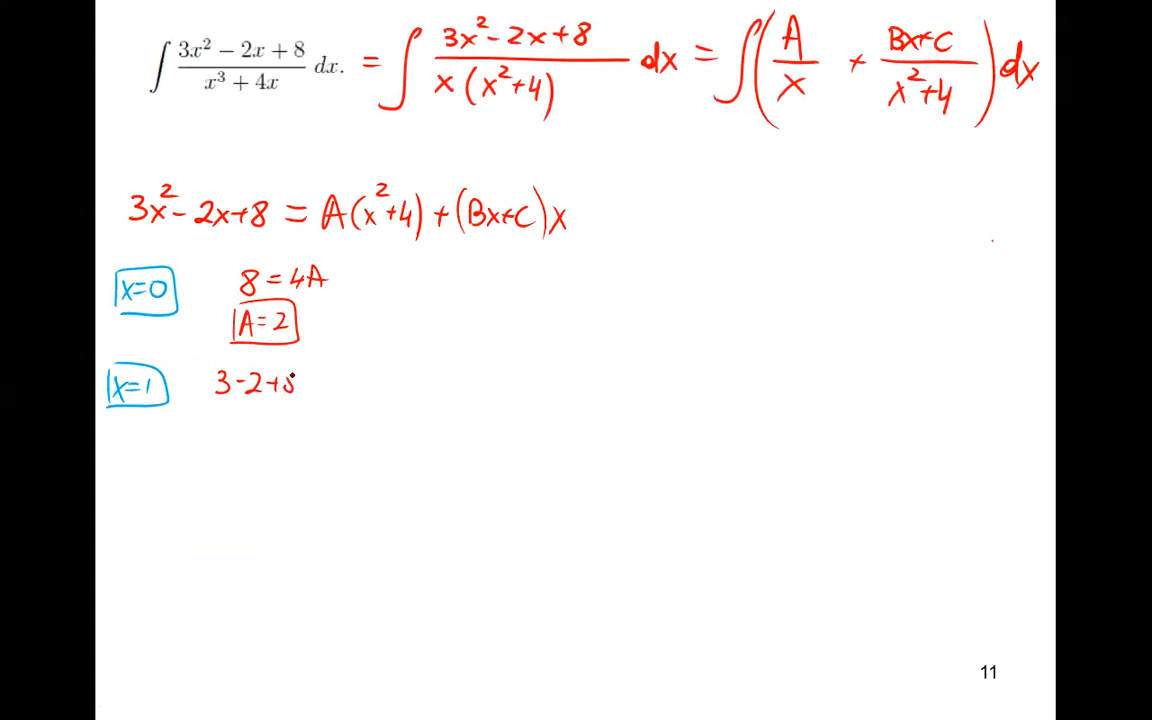 ∫ 3x² − 2x + 8 / x³ + 4x dx. = ∫ 3x² - 2x + 8 / x (x² + 4) dx = ∫ ( A / x + Bx+C / x² + 4 ) dx
3x² - 2x + 8 = A(x² + 4) + (Bx+C)x
x=0 8 = 4A
A = 2
x=1 3-2+8
11